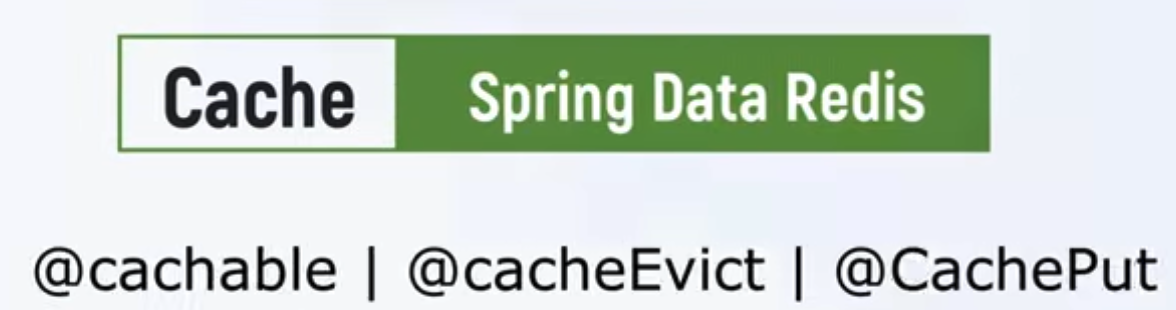 Cache Spring Data Redis
@cachable | @cacheEvict | @CachePut